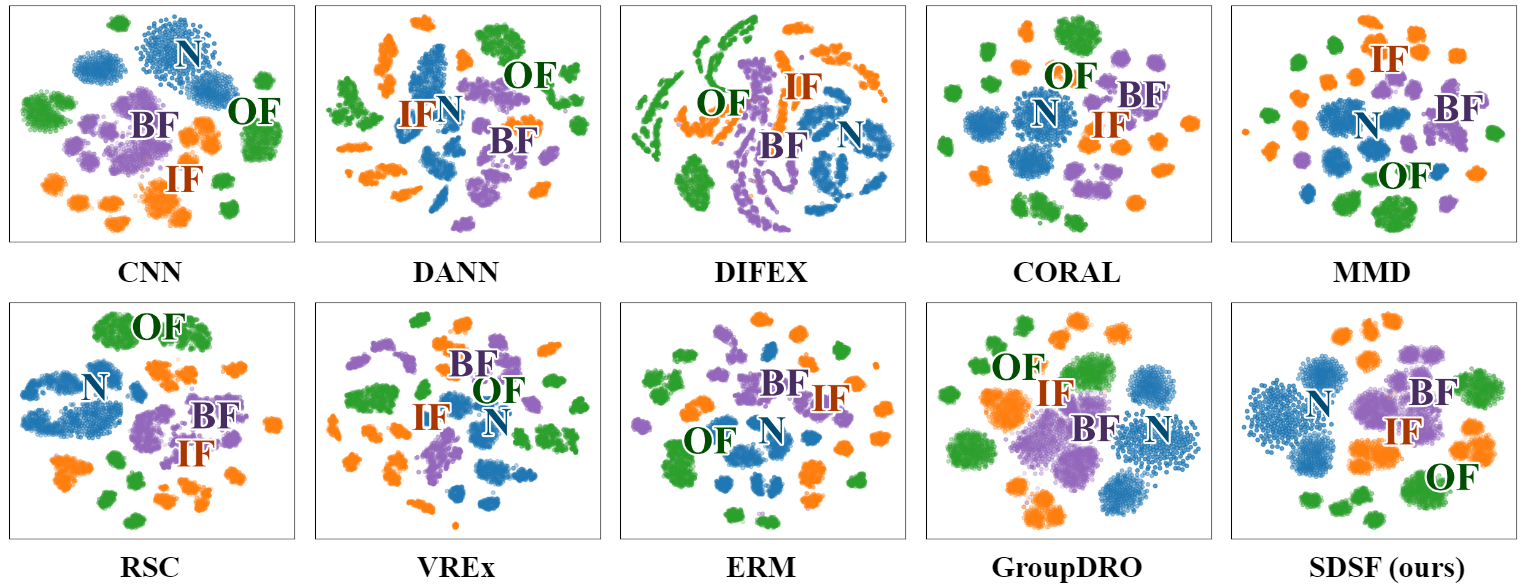 N
OF
BF
IF
CNN
OF
IF
N
BF
DANN
IF
OF
N
BF
DIFEX
OF
BF
N
IF
CORAL
IF
BF
N
OF
MMD
OF
N
BF
IF
RSC
BF
OF
IF
N
VREx
BF
IF
OF
N
ERM
OF
IF
BF
N
GroupDRO
N
BF
IF
OF
SDSF (ours)